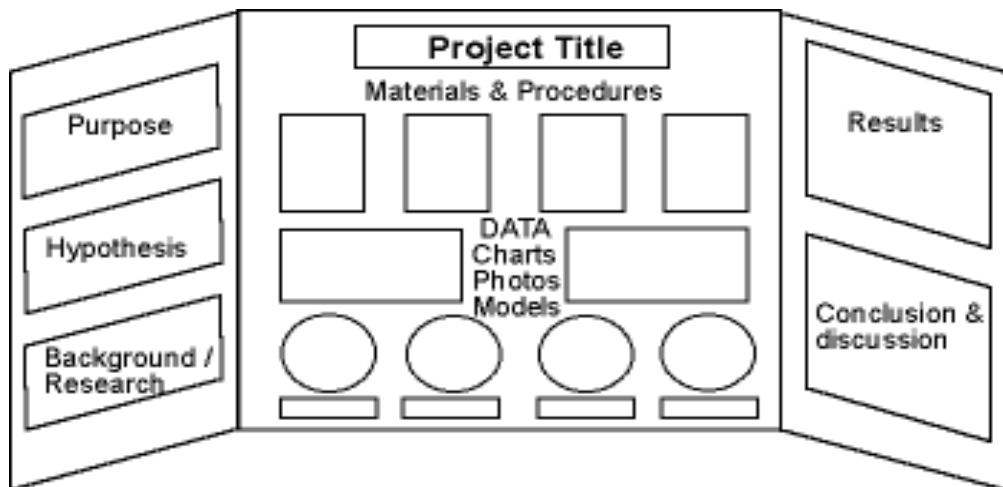 Purpose
Hypothesis
Background /
Research
Project Title
Materials & Procedures
DATA
Charts
Photos
Models
Results
Conclusion &
discussion